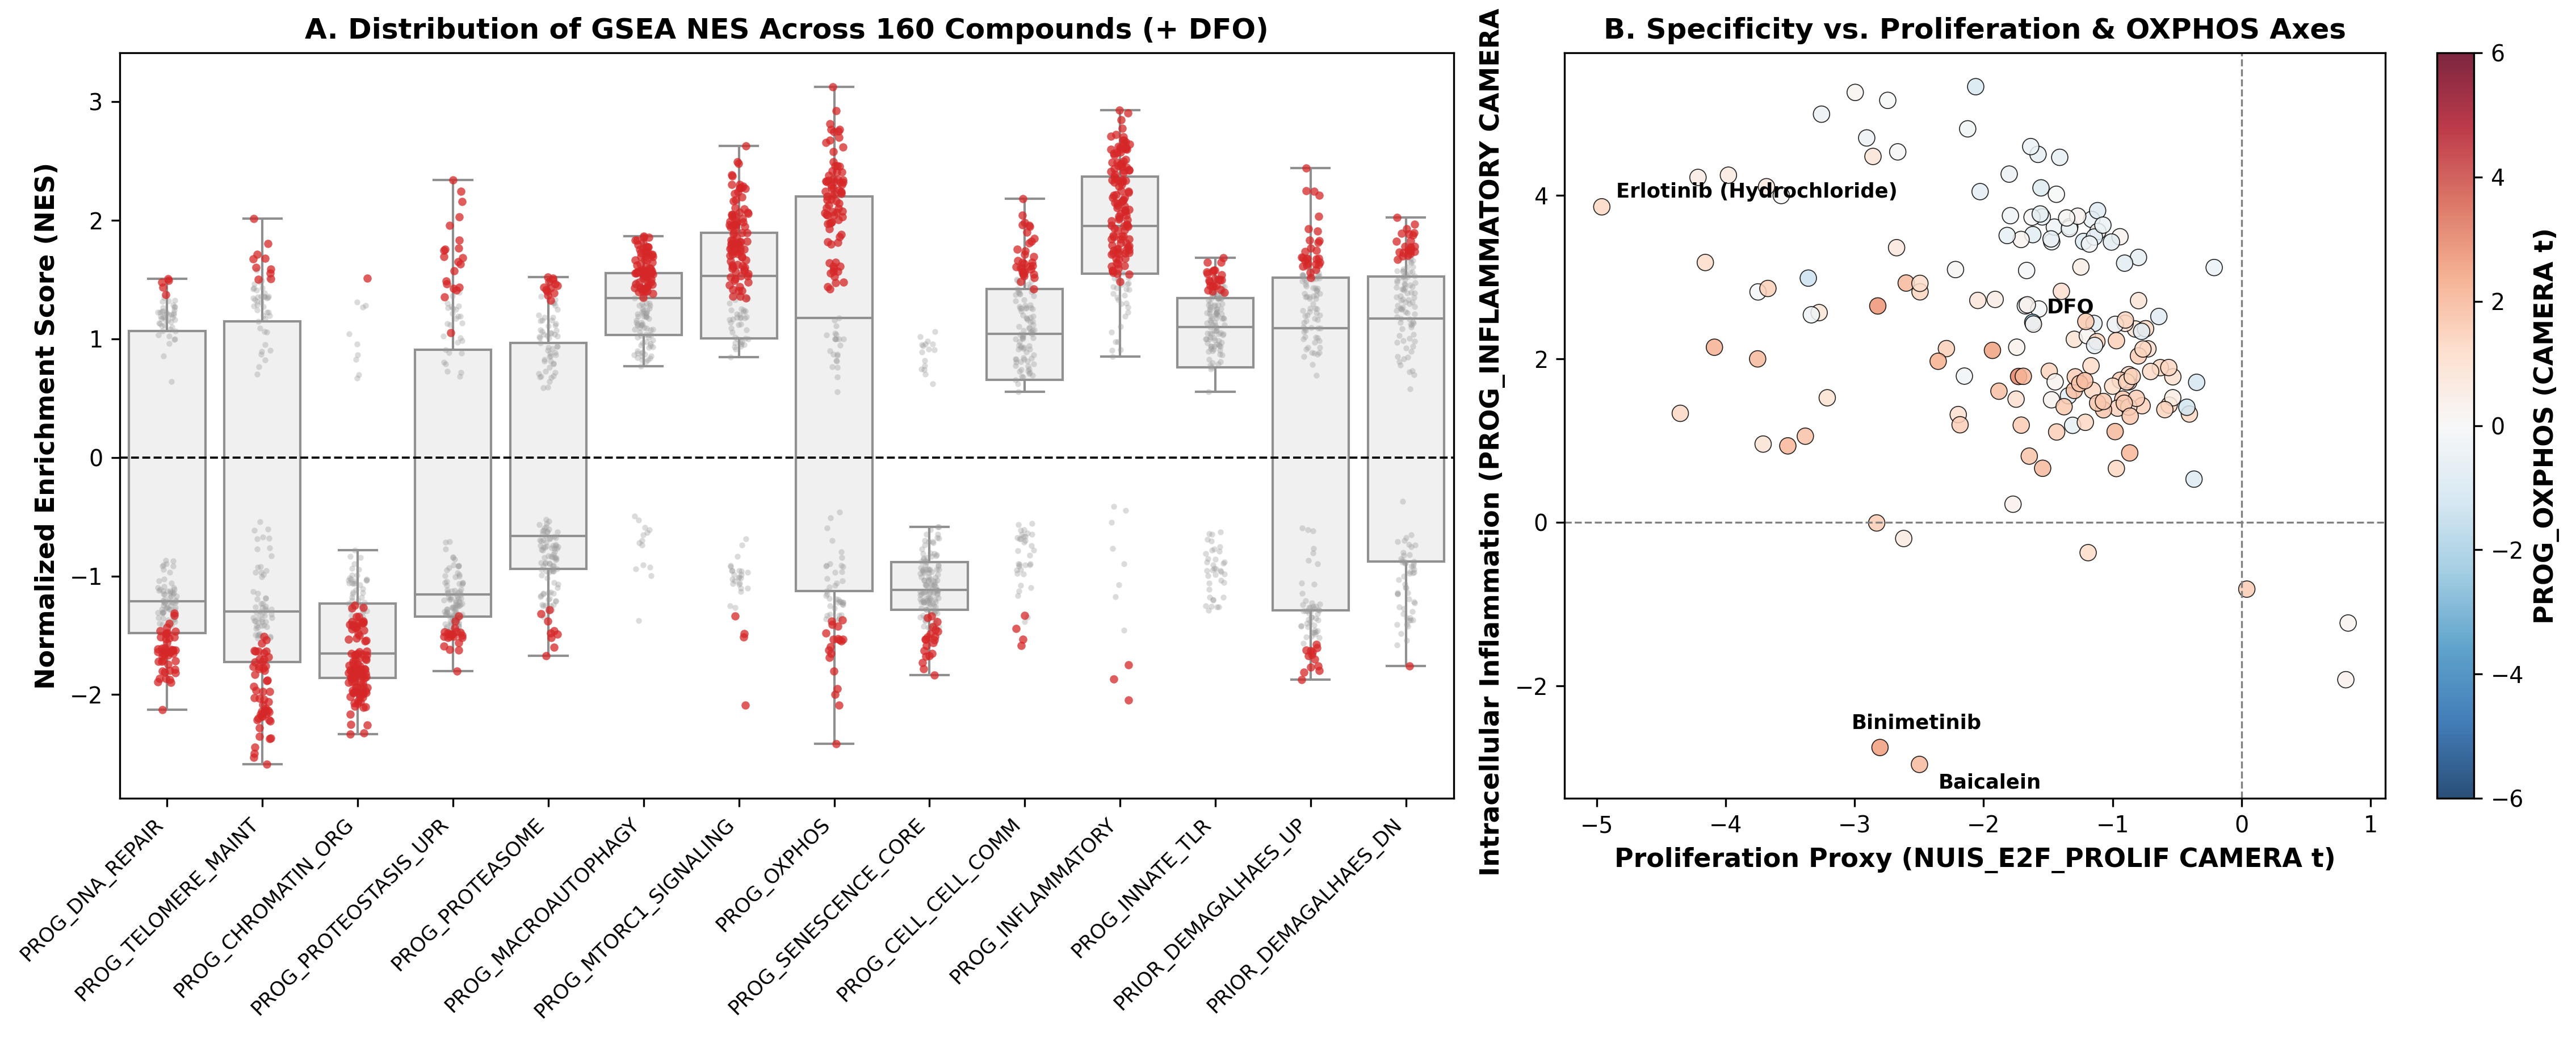 A. Distribution of GSEA NES Across 160 Compounds (+ DFO)
Normalized Enrichment Score (NES)
3
2
1
0
−1
−2
PROG_DNA_REPAIR
PROG_TELOMERE_MAINT
PROG_CHROMATIN_ORG
PROG_PROTEOSTASIS_UPR
PROG_PROTEASOME
PROG_MACROAUTOPHAGY
PROG_MTORC1_SIGNALING
PROG_OXPHOS
PROG_SENESCENCE_CORE
PROG_CELL_CELL_COMM
PROG_INFLAMMATORY
PROG_INNATE_TLR
PRIOR_DEMAGALHAES_UP
PRIOR_DEMAGALHAES_DN
B. Specificity vs. Proliferation & OXPHOS Axes
Intracellular Inflammation (PROG_INFLAMMATORY CAMERA
4
2
0
−2
Erlotinib (Hydrochloride)
DFO
Binimetinib
Baicalein
−5
−4
−3
−2
−1
0
1
Proliferation Proxy (NUIS_E2F_PROLIF CAMERA t)
6
4
2
0
−2
−4
−6
PROG_OXPHOS (CAMERA t)